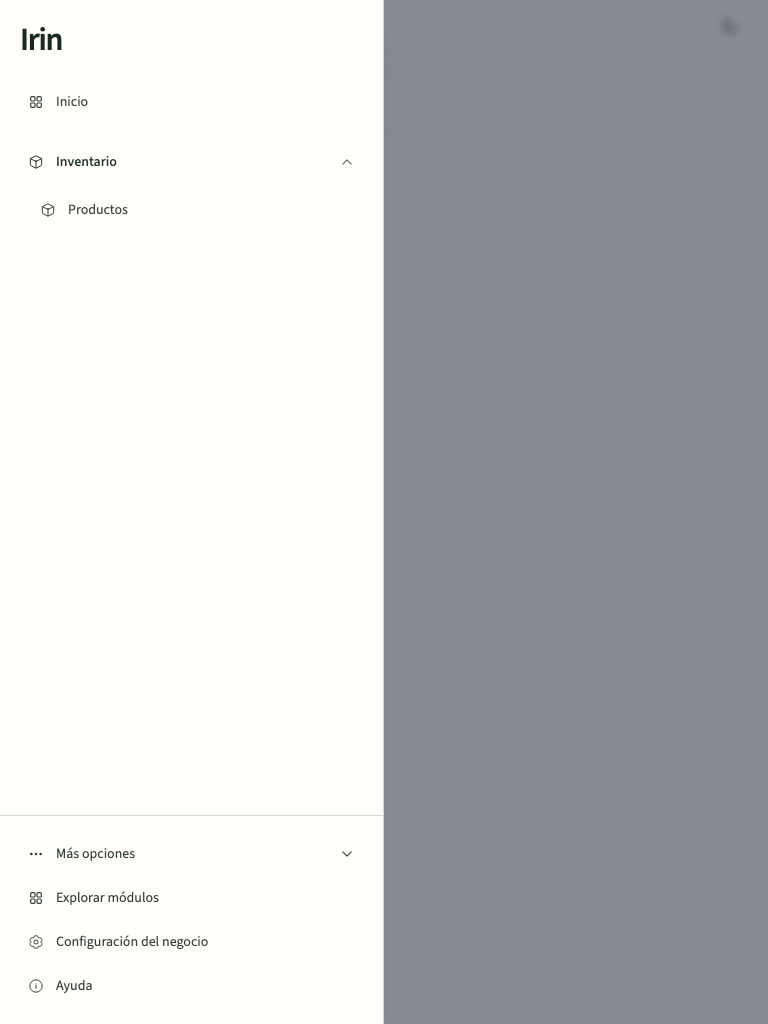 Irin
Inicio
Inventario
Productos
Más opciones
Explorar módulos
Configuración del negocio
Ayuda